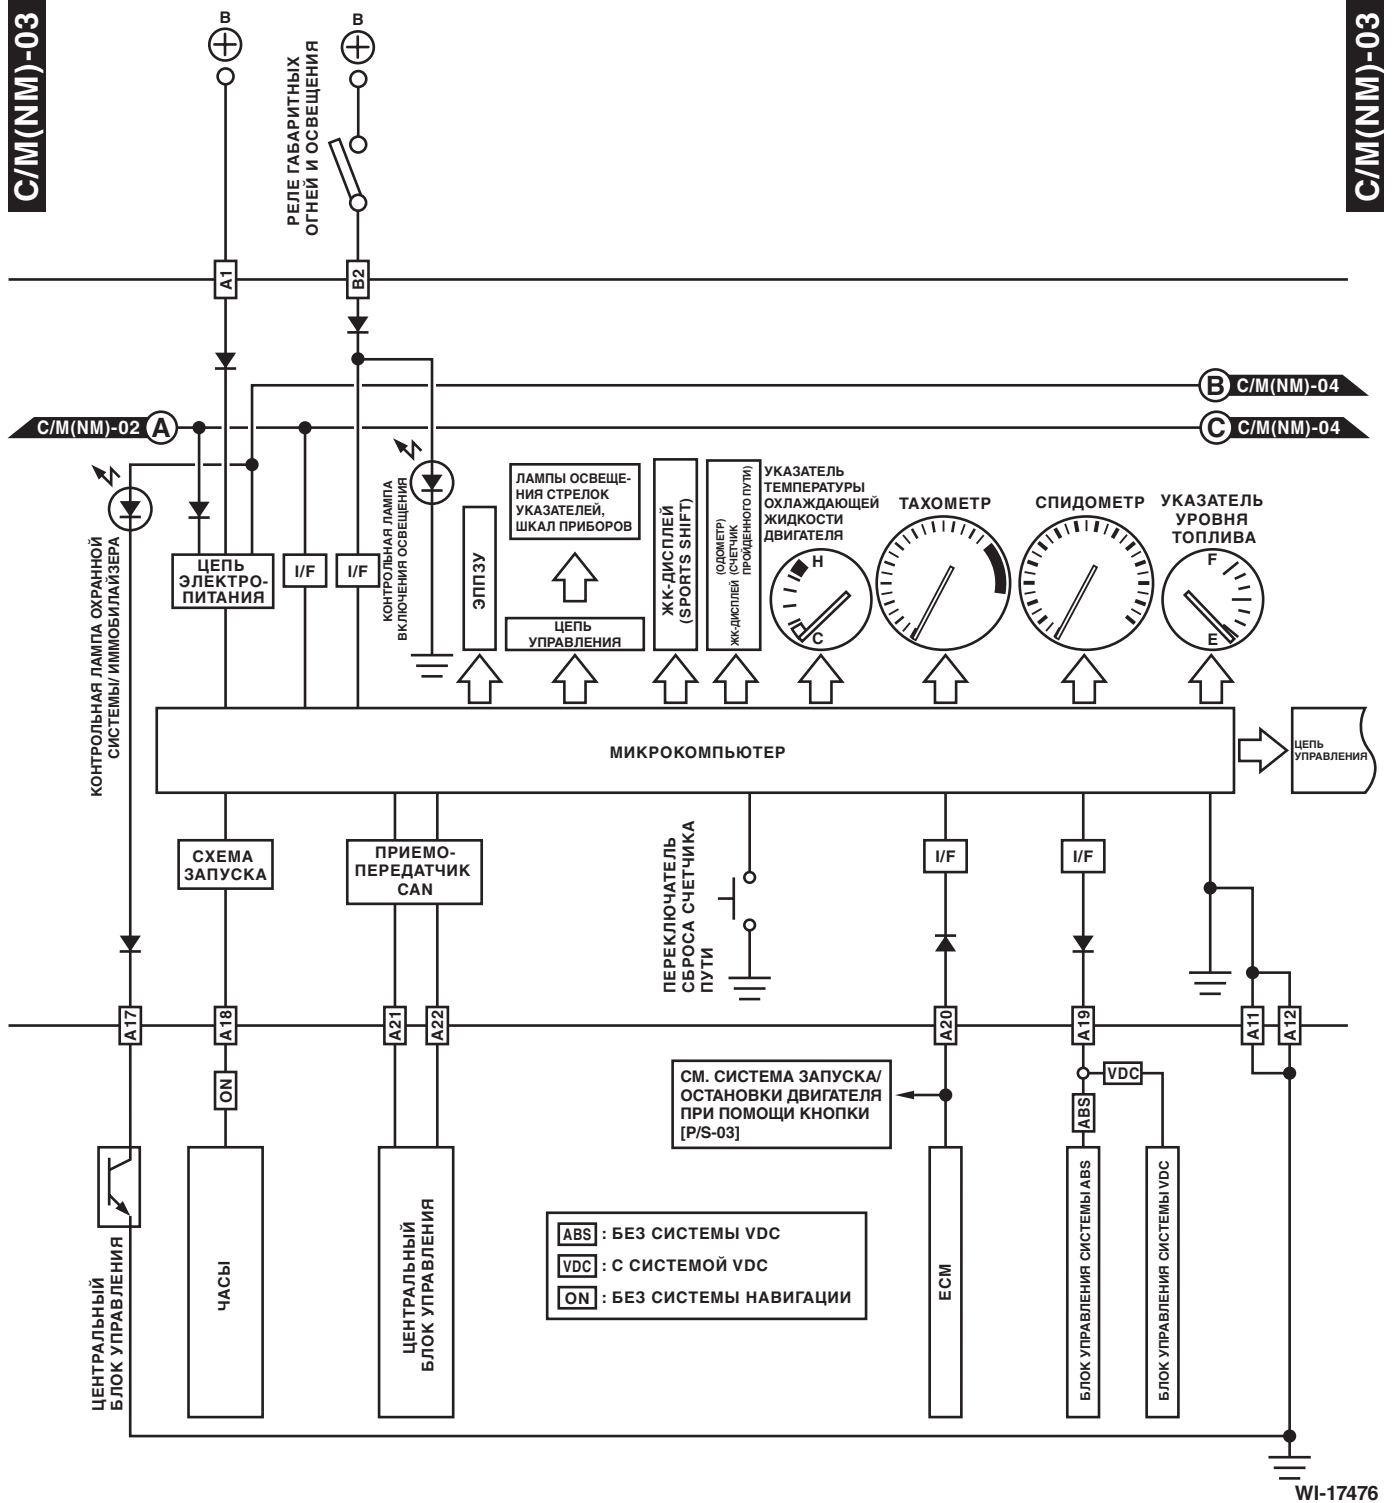 C/M(NM)-03
C/M(NM)-03
B
B
РЕЛЕ ГАБАРИТНЫХ
ОГНЕЙ И ОСВЕЩЕНИЯ
A1
B2
B
C/M(NM)-04
C/M(NM)-02
A
C
C/M(NM)-04
КОНТРОЛЬНАЯ ЛАМПА ОХРАННОЙ
СИСТЕМЫ/ ИММОБИЛАЙЗЕРА
ЦЕПЬ
ЭЛЕКТРО-
ПИТАНИЯ
I/F
I/F
КОНТРОЛЬНАЯ ЛАМПА
ВКЛЮЧЕНИЯ ОСВЕЩЕНИЯ
ЭППЗУ
ЛАМПЫ ОСВЕЩЕ-
НИЯ СТРЕЛОК
УКАЗАТЕЛЕЙ,
ШКАЛ ПРИБОРОВ
ЦЕПЬ
УПРАВЛЕНИЯ
ЖК-ДИСПЛЕЙ
(SPORTS SHIFT)
(ОДОМЕТР)
ЖК-ДИСПЛЕЙ (СЧЕТЧИК
ПРОЙДЕННОГО ПУТИ)
УКАЗАТЕЛЬ
ТЕМПЕРАТУРЫ
ОХЛАЖДАЮЩЕЙ
ЖИДКОСТИ
ДВИГАТЕЛЯ
H
C
ТАХОМЕТР
СПИДОМЕТР
УКАЗАТЕЛЬ
УРОВНЯ
ТОПЛИВА
F
E
МИКРОКОМПЬЮТЕР
ЦЕПЬ
УПРАВЛЕНИЯ
СХЕМА
ЗАПУСКА
ПРИЕМО-
ПЕРЕДАТЧИК
CAN
ПЕРЕКЛЮЧАТЕЛЬ
СБРОСА СЧЕТЧИКА
ПУТИ
I/F
I/F
A17
A18
A21
A22
A20
A19
A11
A12
ON
СМ. СИСТЕМА ЗАПУСКА/
ОСТАНОВКИ ДВИГАТЕЛЯ
ПРИ ПОМОЩИ КНОПКИ
[P/S-03]
VDC
ABS
ЦЕНТРАЛЬНЫЙ
БЛОК УПРАВЛЕНИЯ
ЧАСЫ
ЦЕНТРАЛЬНЫЙ
БЛОК УПРАВЛЕНИЯ
ABS : БЕЗ СИСТЕМЫ VDC
VDC : С СИСТЕМОЙ VDC
ON : БЕЗ СИСТЕМЫ НАВИГАЦИИ
ECM
БЛОК УПРАВЛЕНИЯ СИСТЕМЫ ABS
БЛОК УПРАВЛЕНИЯ СИСТЕМЫ VDC
WI-17476